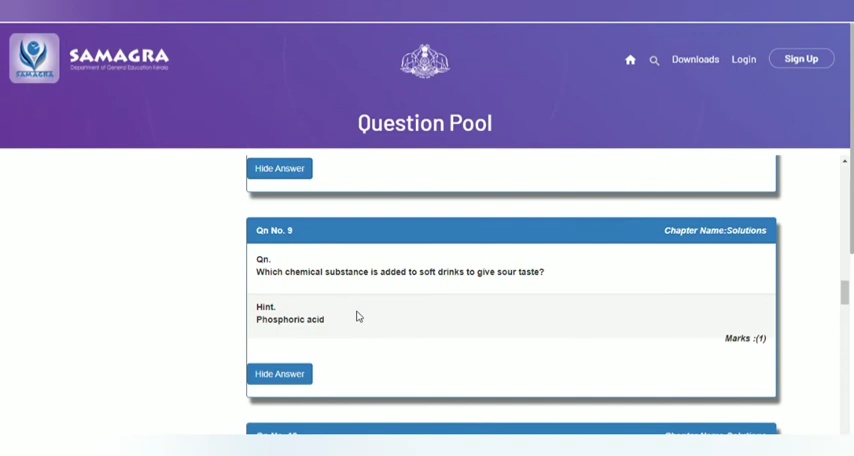 SAMAGRA
Department of General Education Kerala
SAMAGRA
Downloads
Login
Sign Up
Question Pool
Hide Answer
Qn No. 9
Chapter Name:Solutions
Qn.
Which chemical substance is added to soft drinks to give sour taste?
Hint.
Phosphoric acid
Marks :(1)
Hide Answer